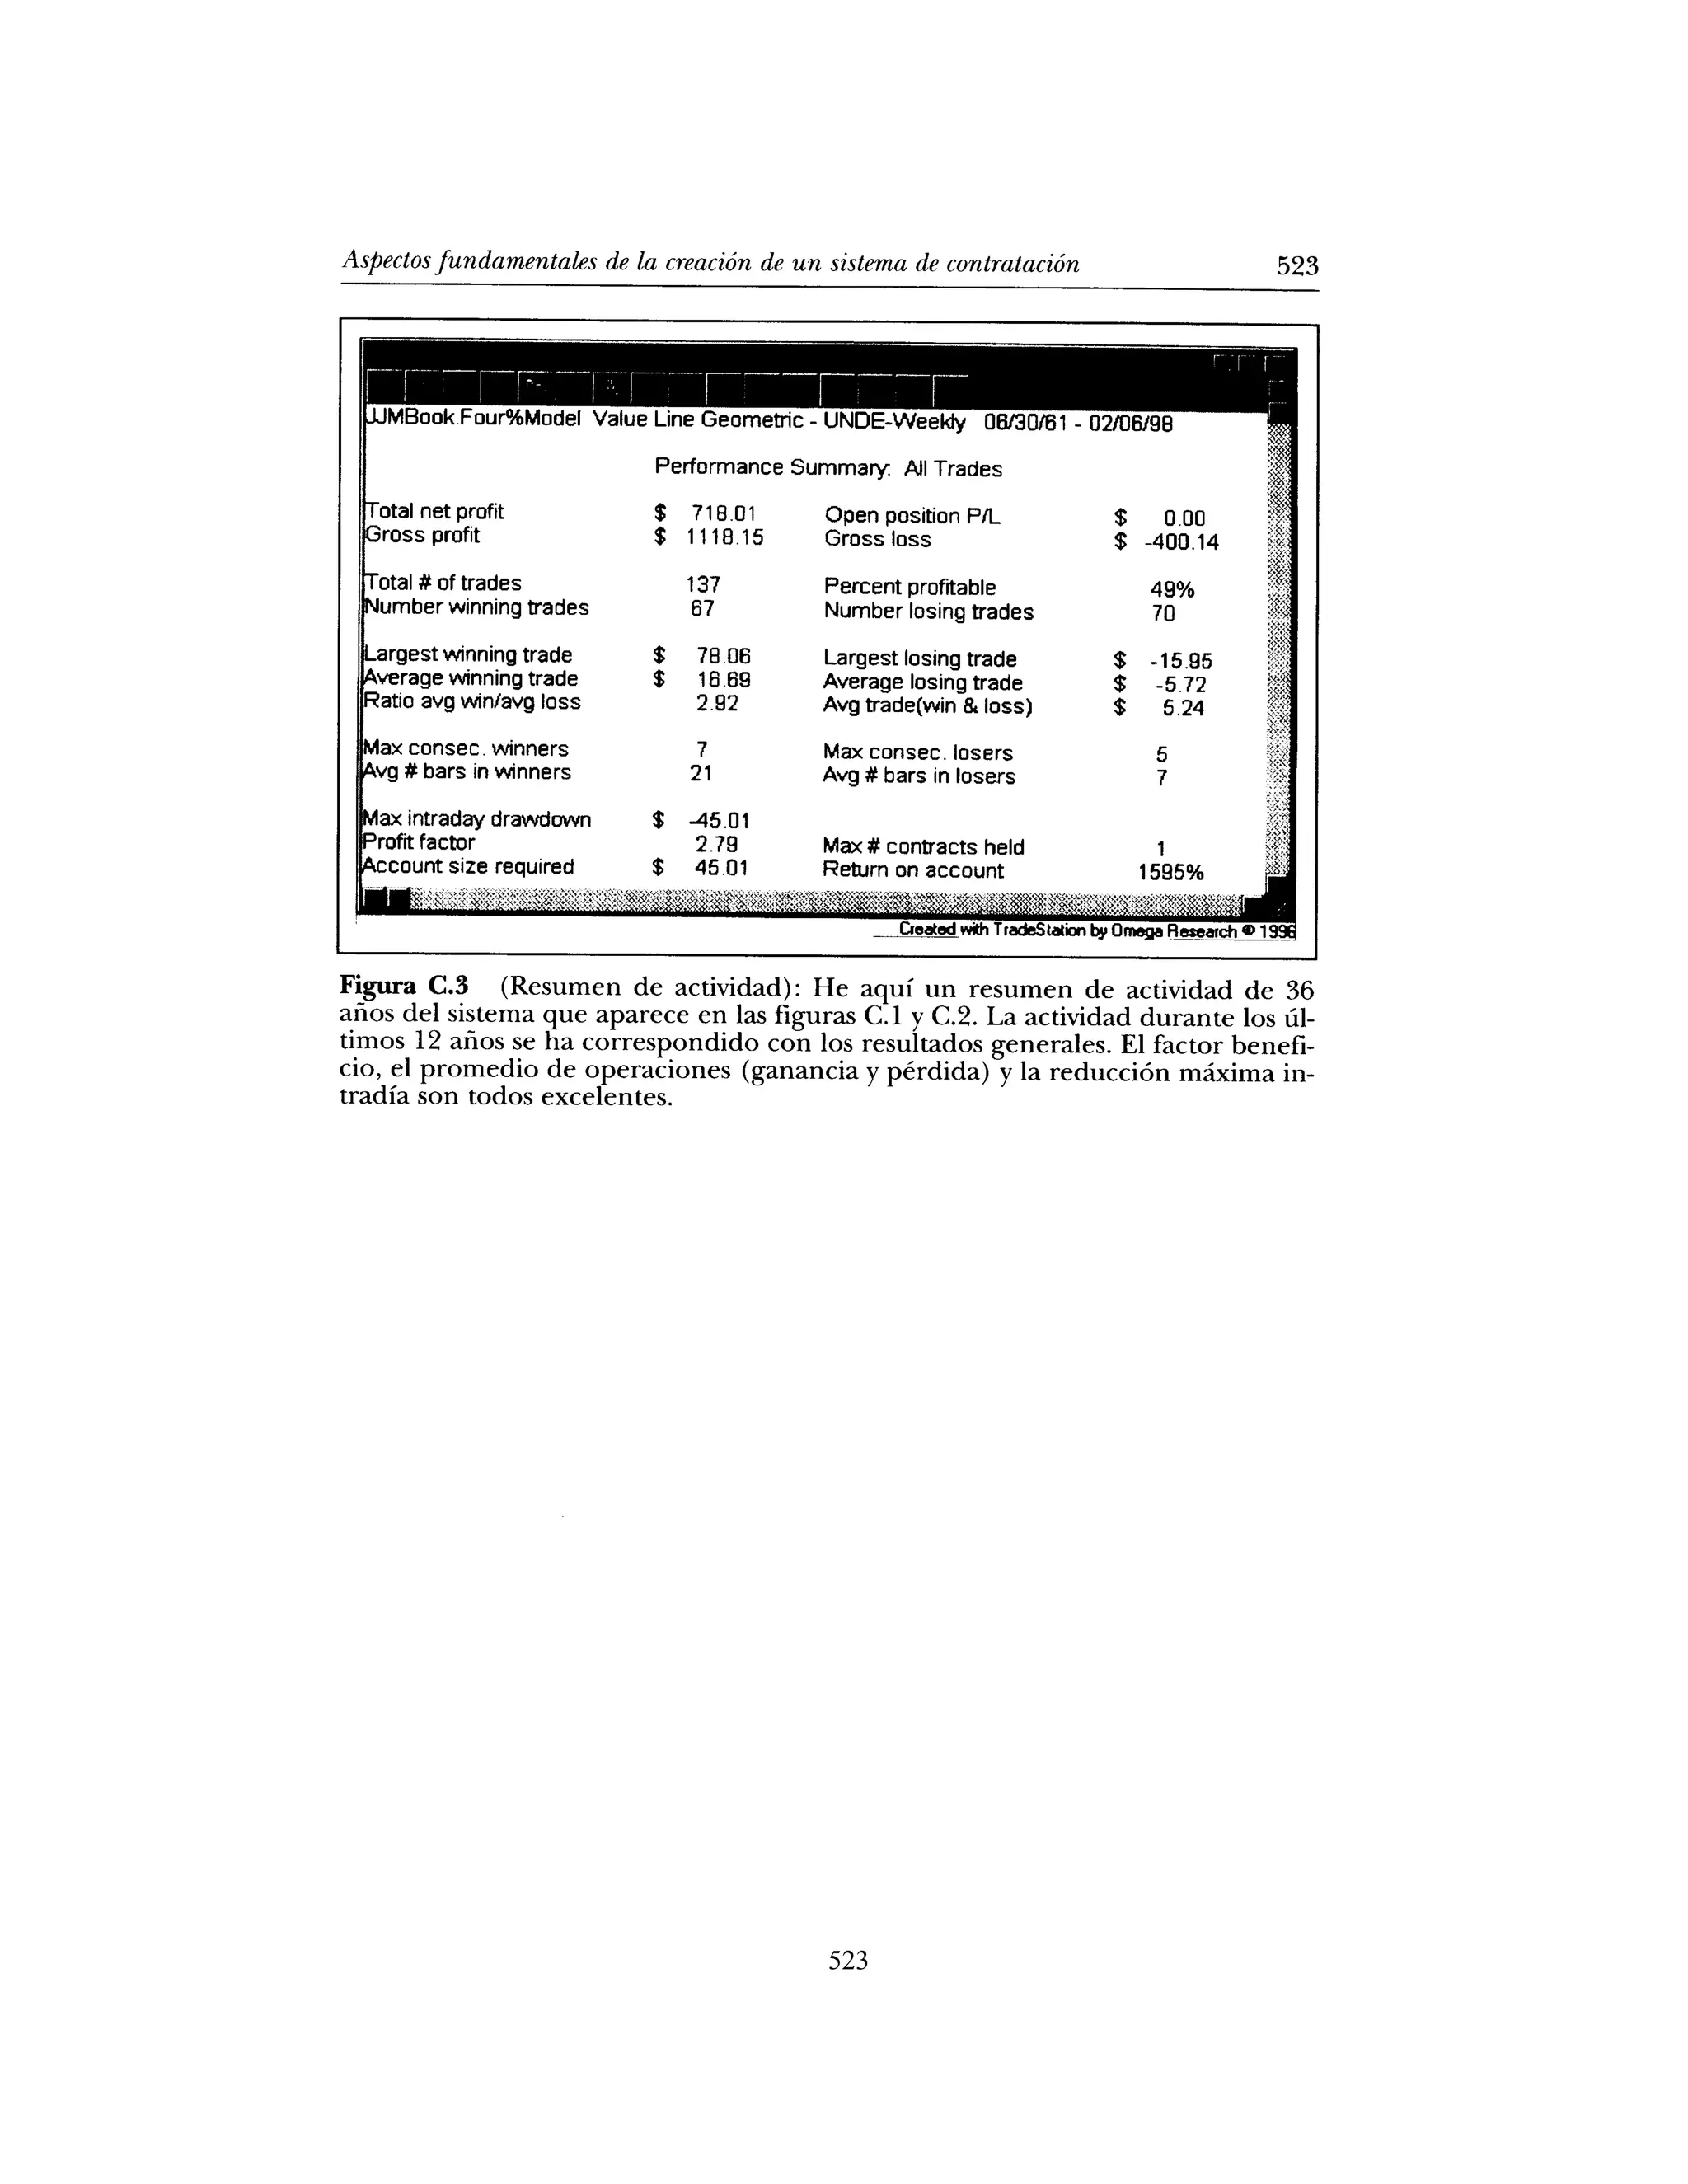 Aspectos fundamentales de la creación de un sistema de contratación 523
JJMBook.Four%Model Value Line Geometric - UNDE-Weekly 06/30/61 - 02/06/98
Performance Summary: All Trades
Total net profit $ 718.01 Open position P/L $ 0.00
Gross profit $ 1118.15 Gross loss $ -400.14
Total # of trades 137 Percent profitable 49%
Number winning trades 67 Number losing trades 70
Largest winning trade $ 78.06 Largest losing trade $ -15.95
Average winning trade $ 16.69 Average losing trade $ -5.72
Ratio avg win/avg loss 2.92 Avg trade(win & loss) $ 5.24
Max consec. winners 7 Max consec. losers 5
Avg # bars in winners 21 Avg # bars in losers 7
Max intraday drawdown $ -45.01
Profit factor 2.79 Max # contracts held 1
Account size required $ 45.01 Return on account 1595%
Created with TradeStation by Omega Research © 1996
Figura C.3 (Resumen de actividad): He aquí un resumen de actividad de 36
años del sistema que aparece en las figuras C.1 y C.2. La actividad durante los úl-
timos 12 años se ha correspondido con los resultados generales. El factor benefi-
cio, el promedio de operaciones (ganancia y pérdida) y la reducción máxima in-
tradía son todos excelentes.
523